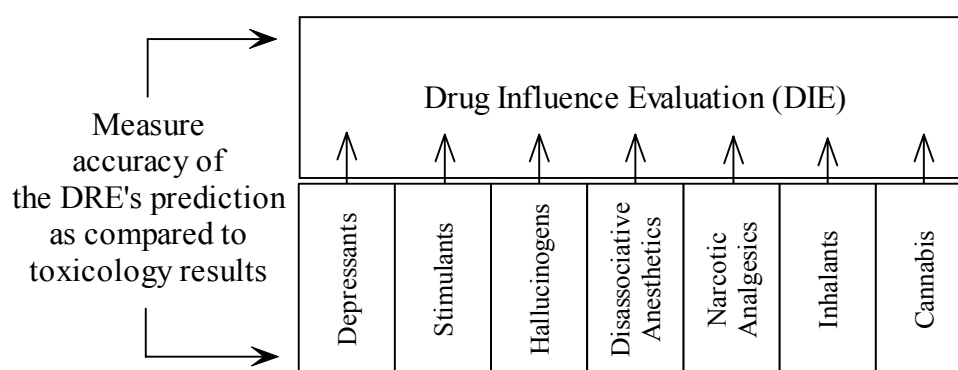 Drug Influence Evaluation (DIE)
Measure
accuracy of
the DRE's prediction
as compared to
toxicology results
Depressants
Stimulants
Hallucinogens
Disassociative
Anesthetics
Narcotic
Analgesics
Inhalants
Cannabis